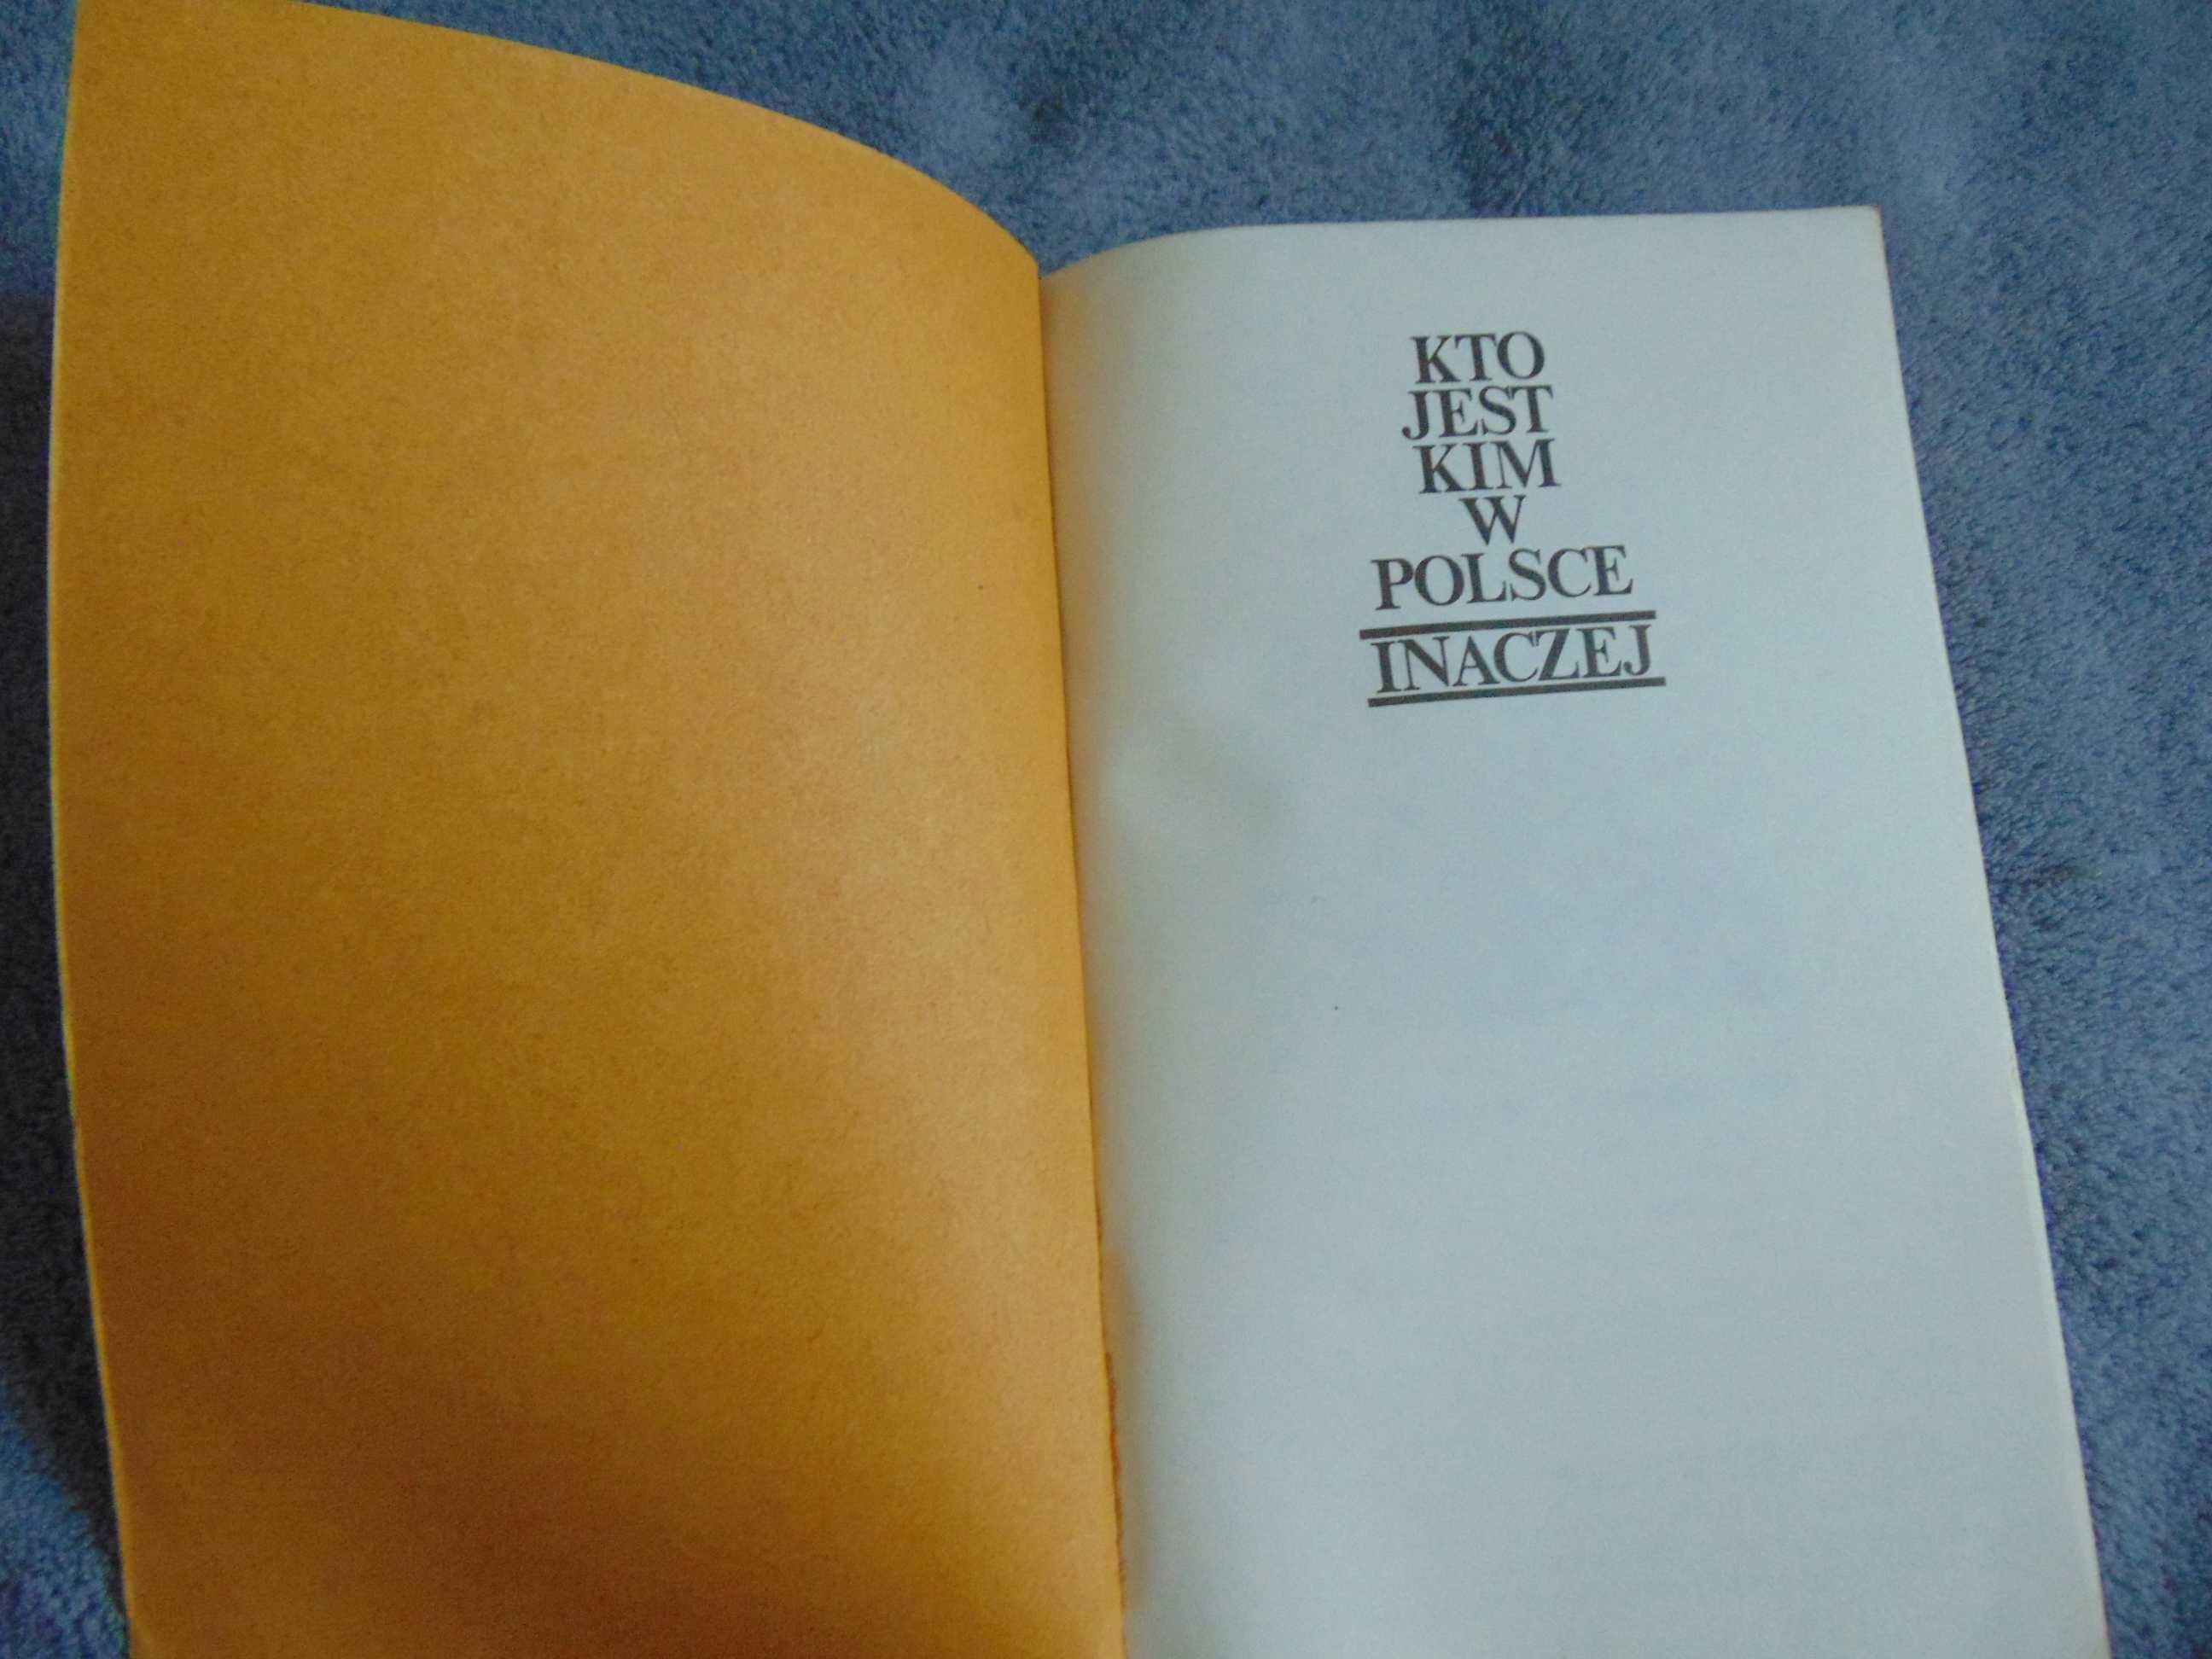 KTO
JEST
KIM
W
POLSCE
INACZEJ